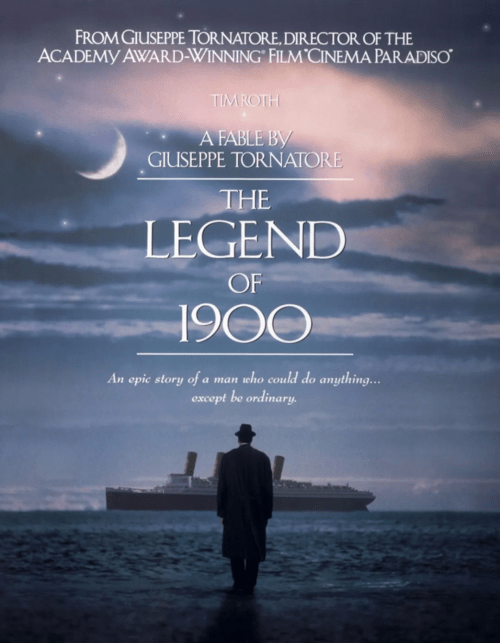 FROM GIUSEPPE TORNATORE, DIRECTOR OF THE
ACADEMY AWARD-WINNING® FILM "CINEMA PARADISO"
TIM ROTH
A FABLE BY
GIUSEPPE TORNATORE
THE
LEGEND
OF
1900
An epic story of a man who could do anything...
except be ordinary.